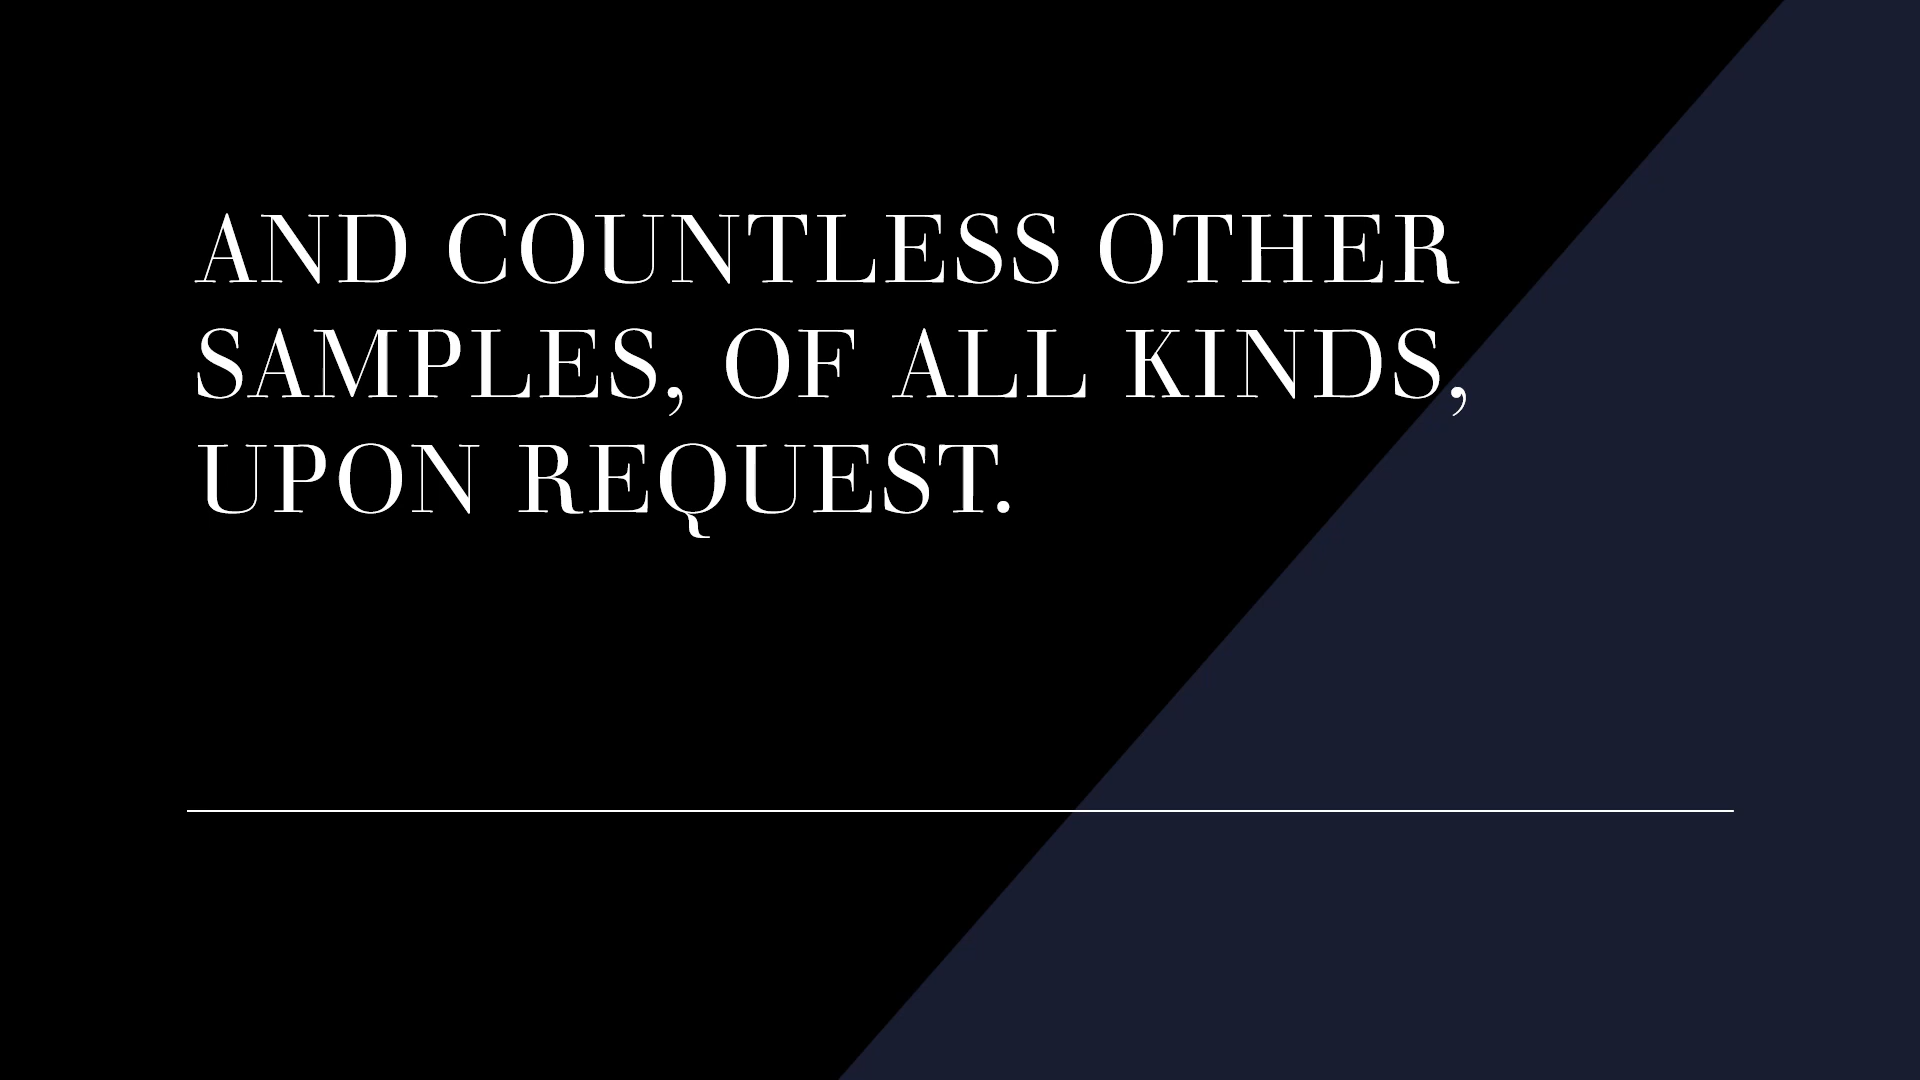 AND COUNTLESS OTHER
SAMPLES, OF ALL KINDS,
UPON REQUEST.